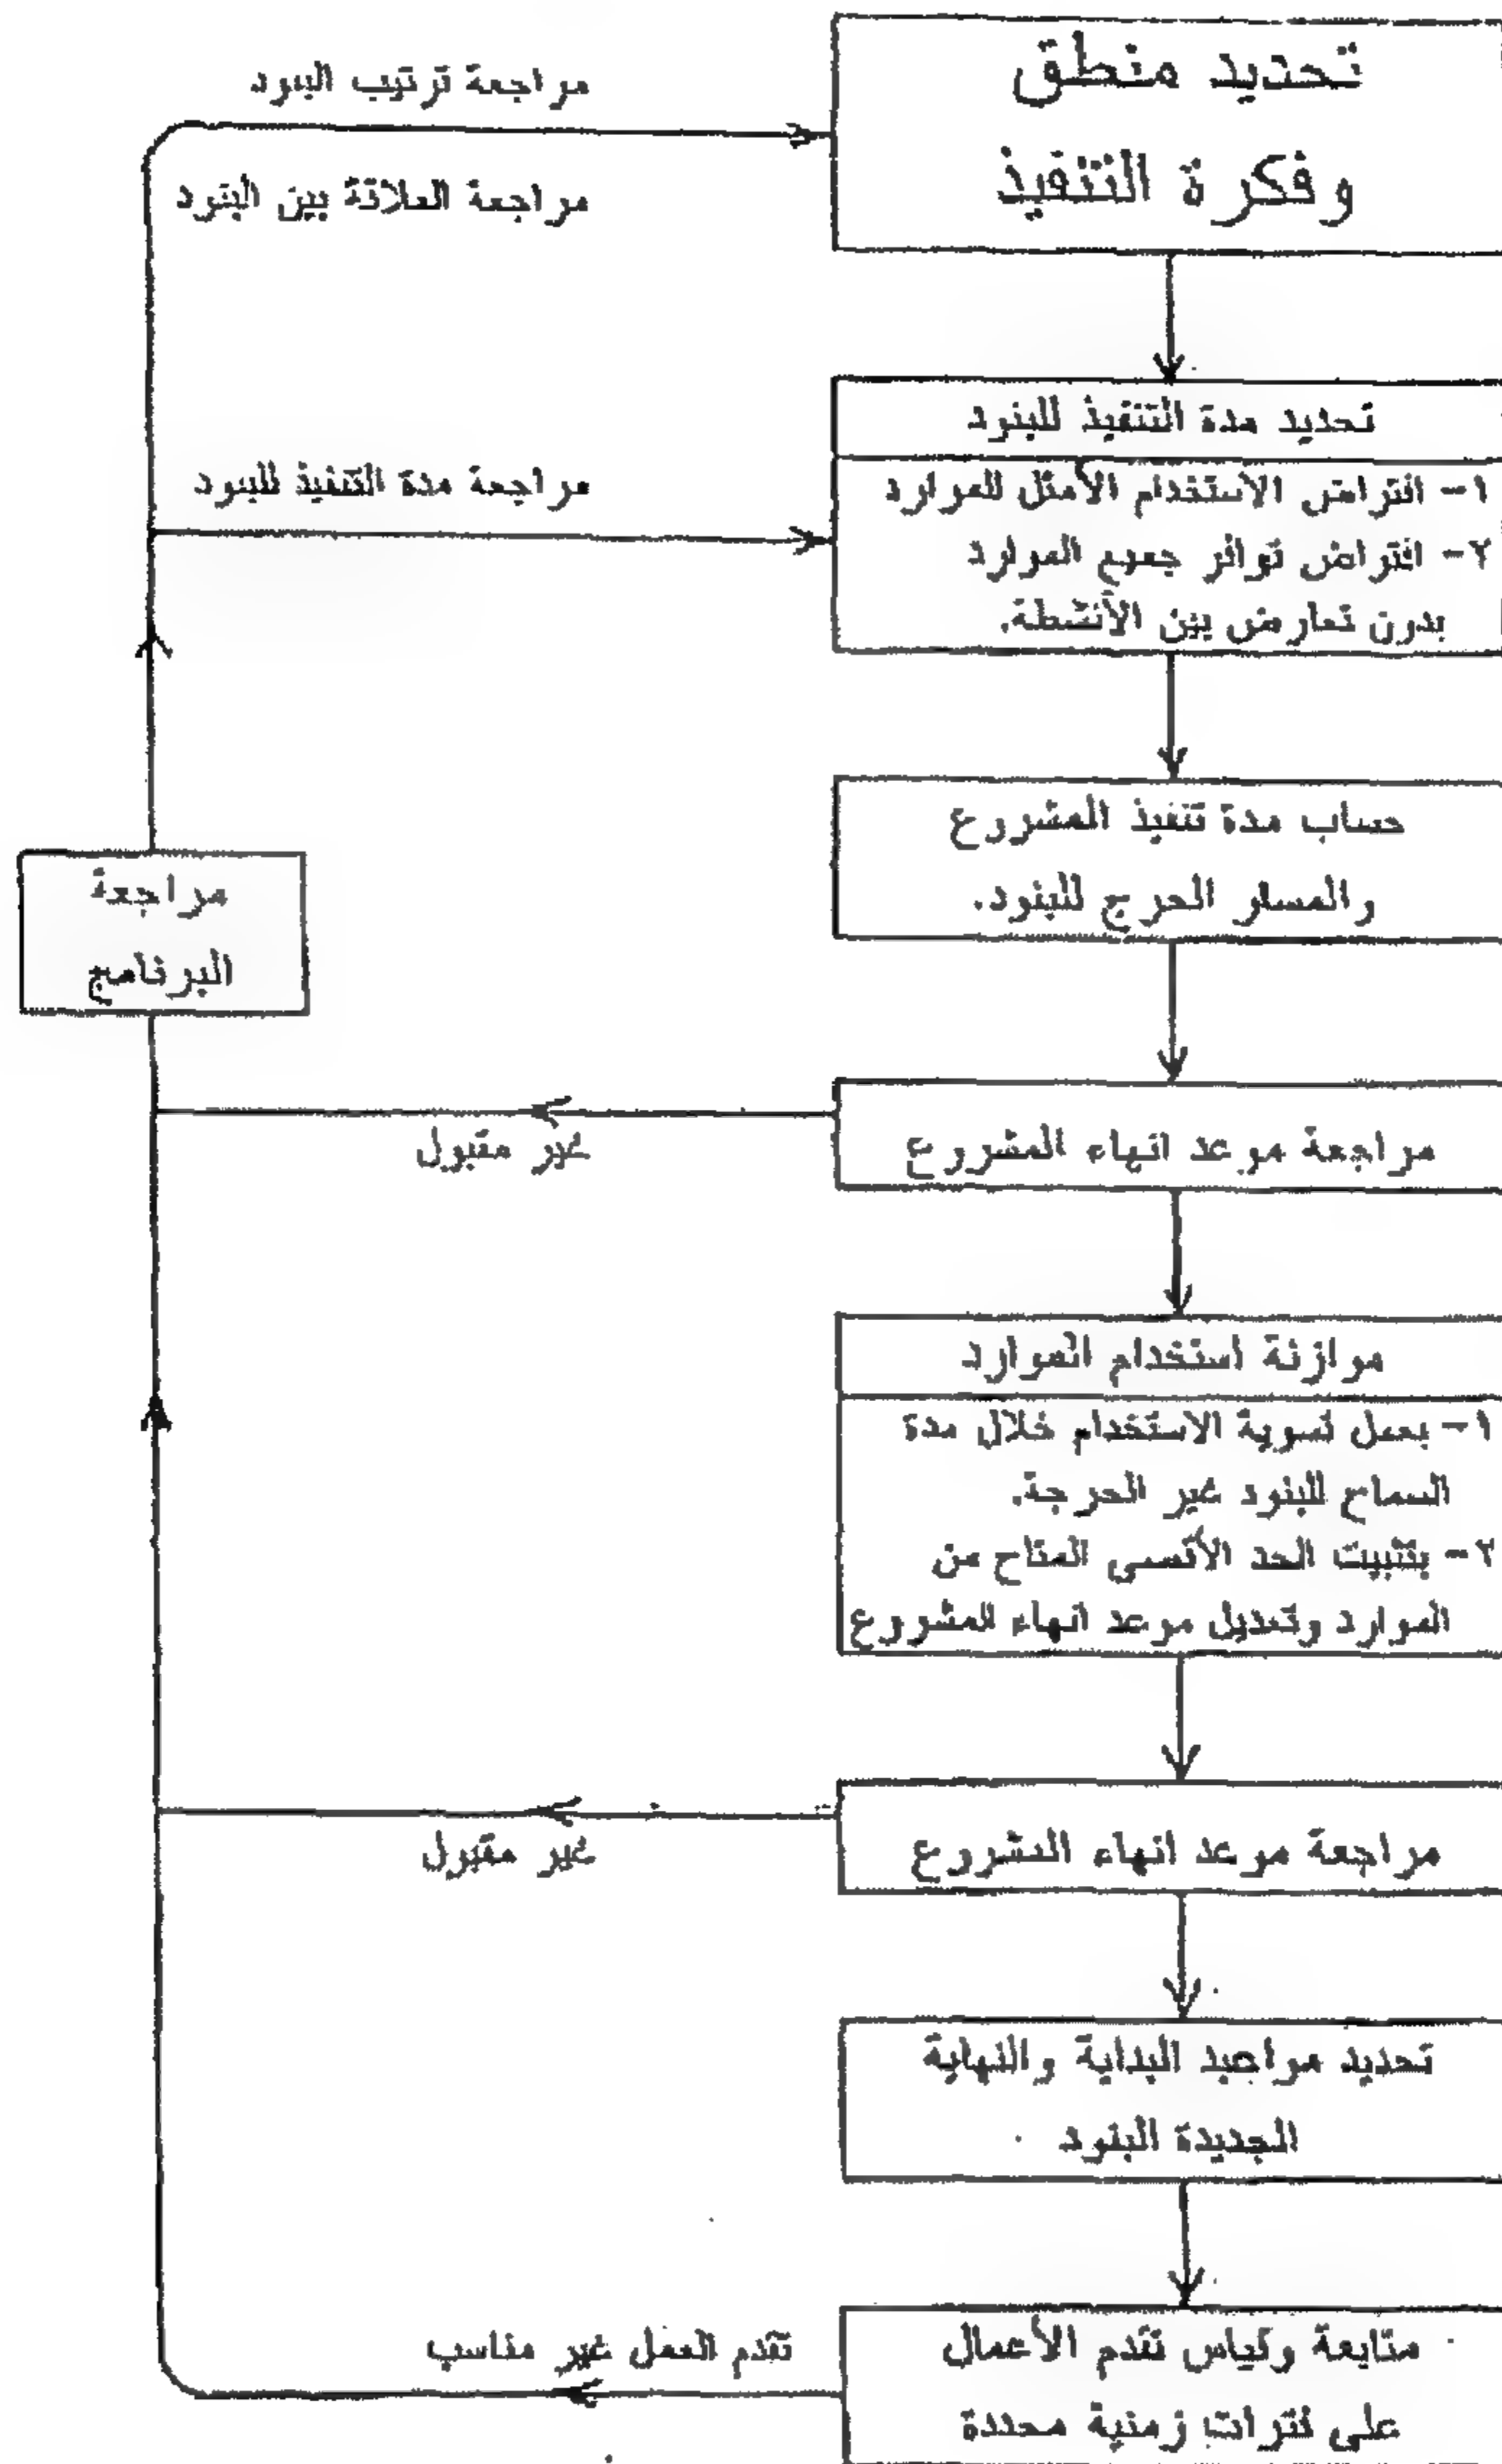 تحديد منطق
وفكرة التنفيذ
مراجعة ترتيب البنود
مراجعة العلاقة بين البنود
تحديد مدة التنفيذ للبنود
١- افتراض الاستخدام الأمثل للموارد
٢- افتراض توافر جميع الموارد
بدون تعارض بين الأنشطة.
مراجعة مدة التنفيذ للبنود
حساب مدة تنفيذ المشروع
والمسار الحرج للبنود.
مراجعة
البرنامج
مراجعة موعد انهاء المشروع
غير مقبول
موازنة استخدام الموارد
١- بعمل تسوية الاستخدام خلال مدة
السماح للبنود غير الحرجة.
٢- بتثبيت الحد الأقصى المتاح من
الموارد وتعديل موعد انهاء المشروع
مراجعة موعد انهاء المشروع
غير مقبول
تحديد مواعيد البداية والنهاية
الجديدة البنود
متابعة وقياس تقدم الأعمال
على فترات زمنية محددة
تقدم العمل غير مناسب